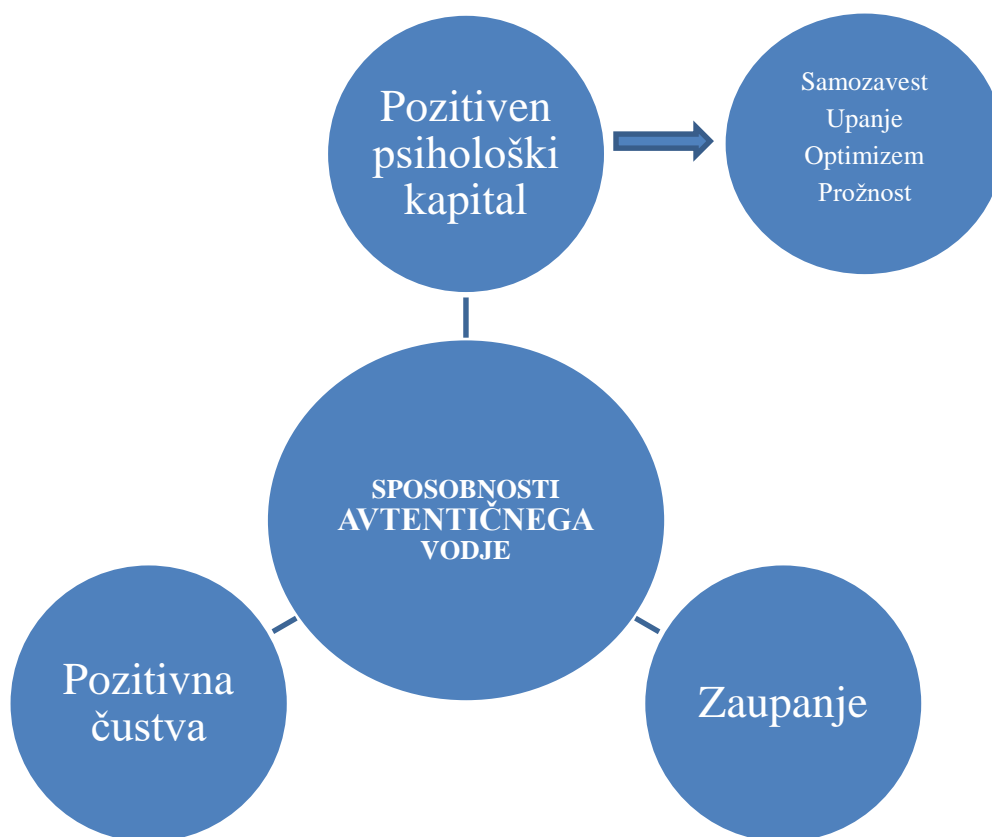 Pozitiven
psihološki
kapital
Samozavest
Upanje
Optimizem
Prožnost
SPOSOBNOSTI
AVTENTIČNEGA
VODJE
Pozitivna
čustva
Zaupanje